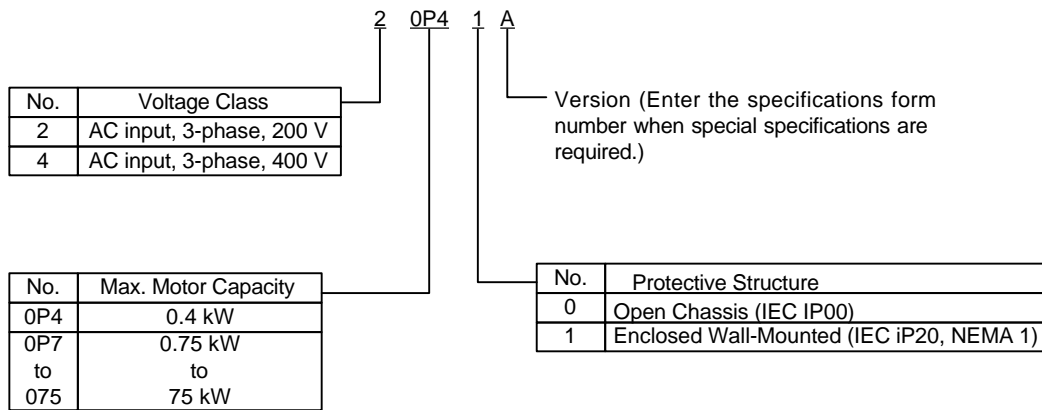 2 0P4 1 A
No. Voltage Class
2 AC input, 3-phase, 200 V
4 AC input, 3-phase, 400 V
Version (Enter the specifications form
number when special specifications are
required.)
No. Max. Motor Capacity
0P4 0.4 kW
0P7 0.75 kW
to to
075 75 kW
No. Protective Structure
0 Open Chassis (IEC IP00)
1 Enclosed Wall-Mounted (IEC iP20, NEMA 1)